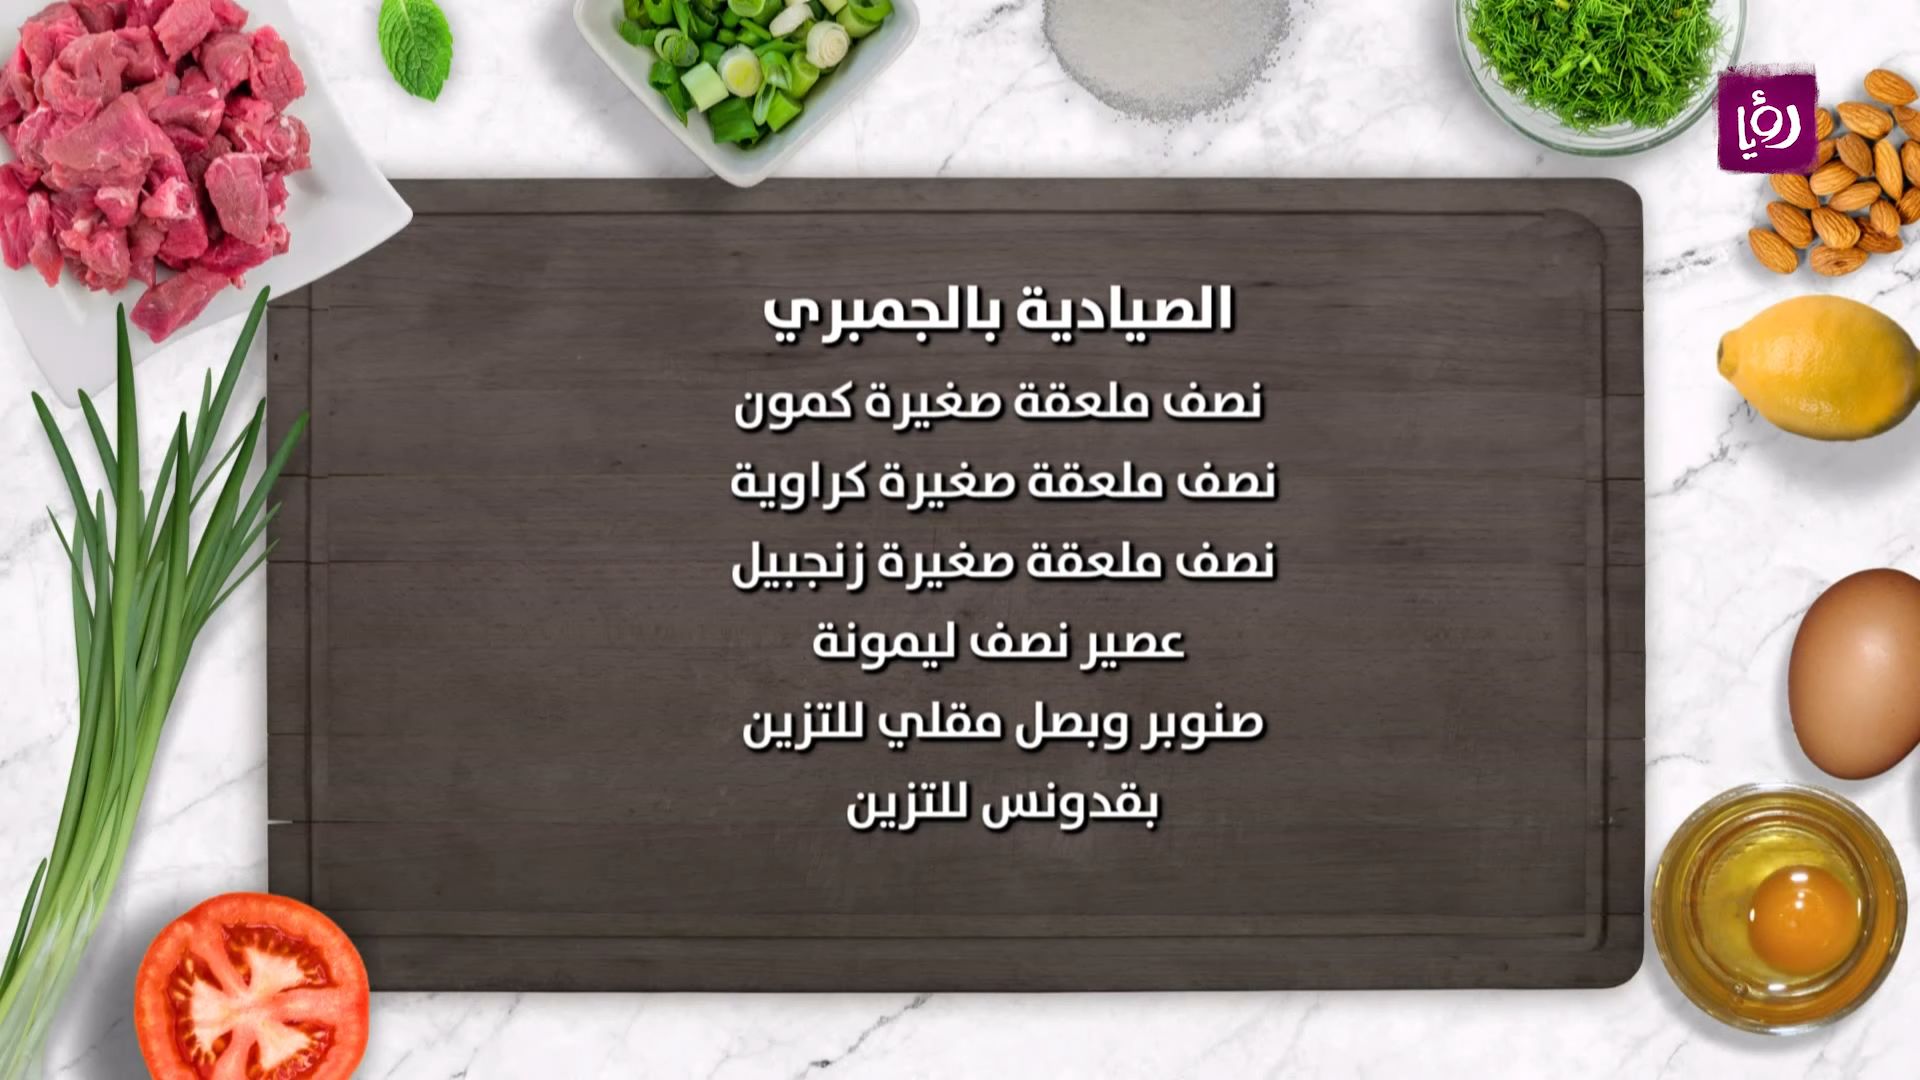 رؤيا
الصيادية بالجمبري
نصف ملعقة صغيرة كمون
نصف ملعقة صغيرة كراوية
نصف ملعقة صغيرة زنجبيل
عصير نصف ليمونة
صنوبر وبصل مقلي للتزين
بقدونس للتزين